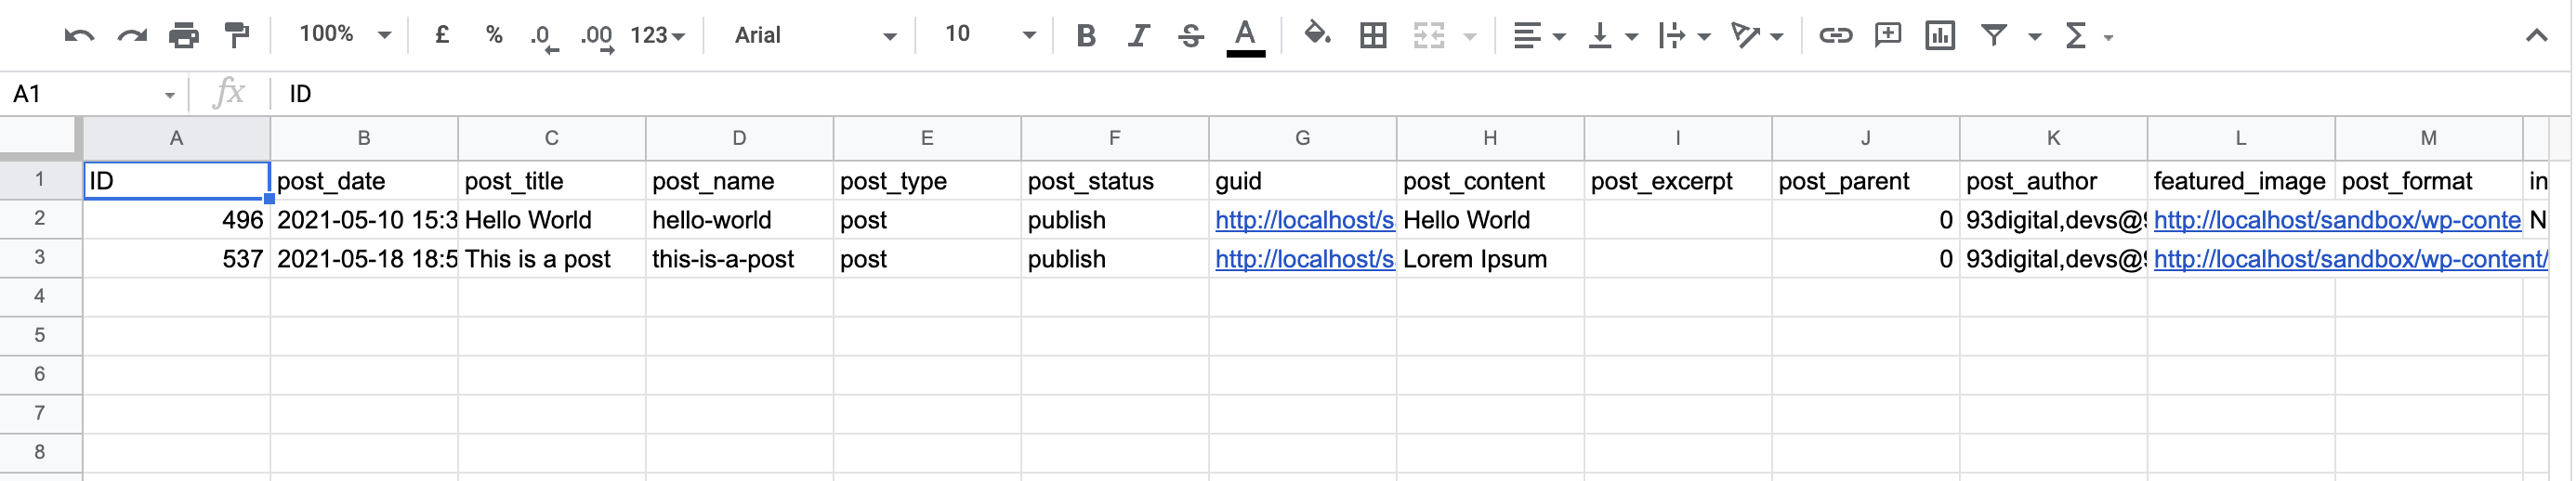 100% £ % .0 .00 123 Arial 10 B I S A Σ
A1 fx ID
A B C D E F G H I J K L M
1 ID post_date post_title post_name post_type post_status guid post_content post_excerpt post_parent post_author featured_image post_format in
2 496 2021-05-10 15:3 Hello World hello-world post publish http://localhost/s Hello World 0 93digital,devs@9 http://localhost/sandbox/wp-conte N
3 537 2021-05-18 18:5 This is a post this-is-a-post post publish http://localhost/s Lorem Ipsum 0 93digital,devs@9 http://localhost/sandbox/wp-content/
4
5
6
7
8